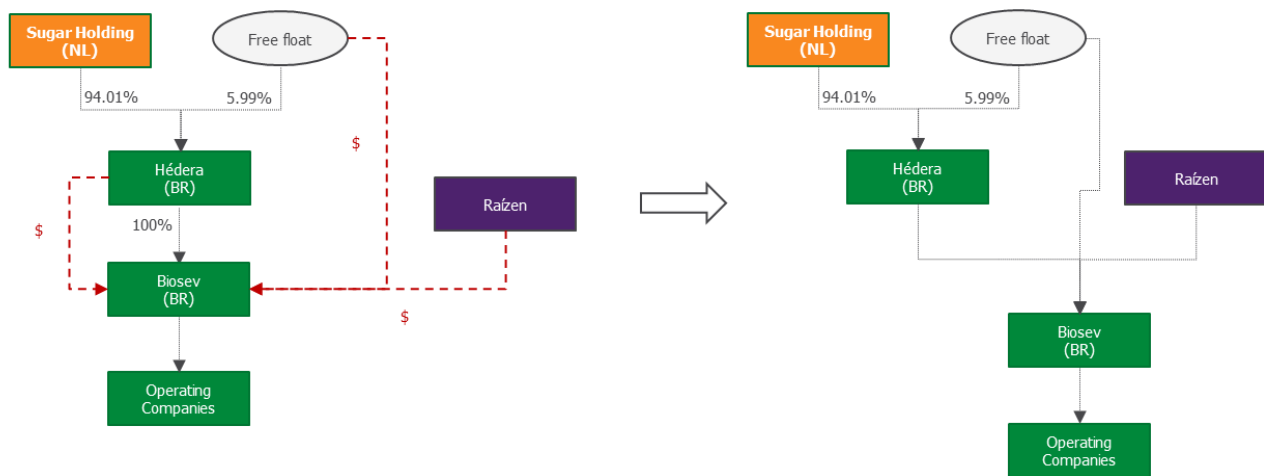 Sugar Holding
(NL)
Free float
94.01%
5.99%
$
Hédera
(BR)
$
100%
Raízen
Biosev
(BR)
$
Operating
Companies
Sugar Holding
(NL)
Free float
94.01%
5.99%
Hédera
(BR)
Raízen
Biosev
(BR)
Operating
Companies